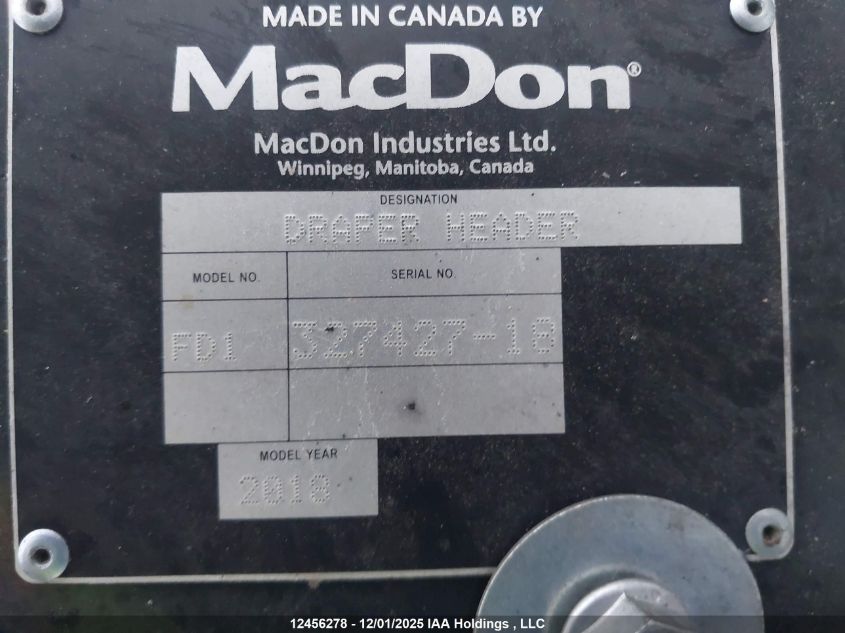 MADE IN CANADA BY
MacDon®
MacDon Industries Ltd.
Winnipeg, Manitoba, Canada
DESIGNATION
DRAPER HEADER
MODEL NO. SERIAL NO.
FD1 327427-18
MODEL YEAR
2018
12456278 - 12/01/2025 IAA Holdings , LLC